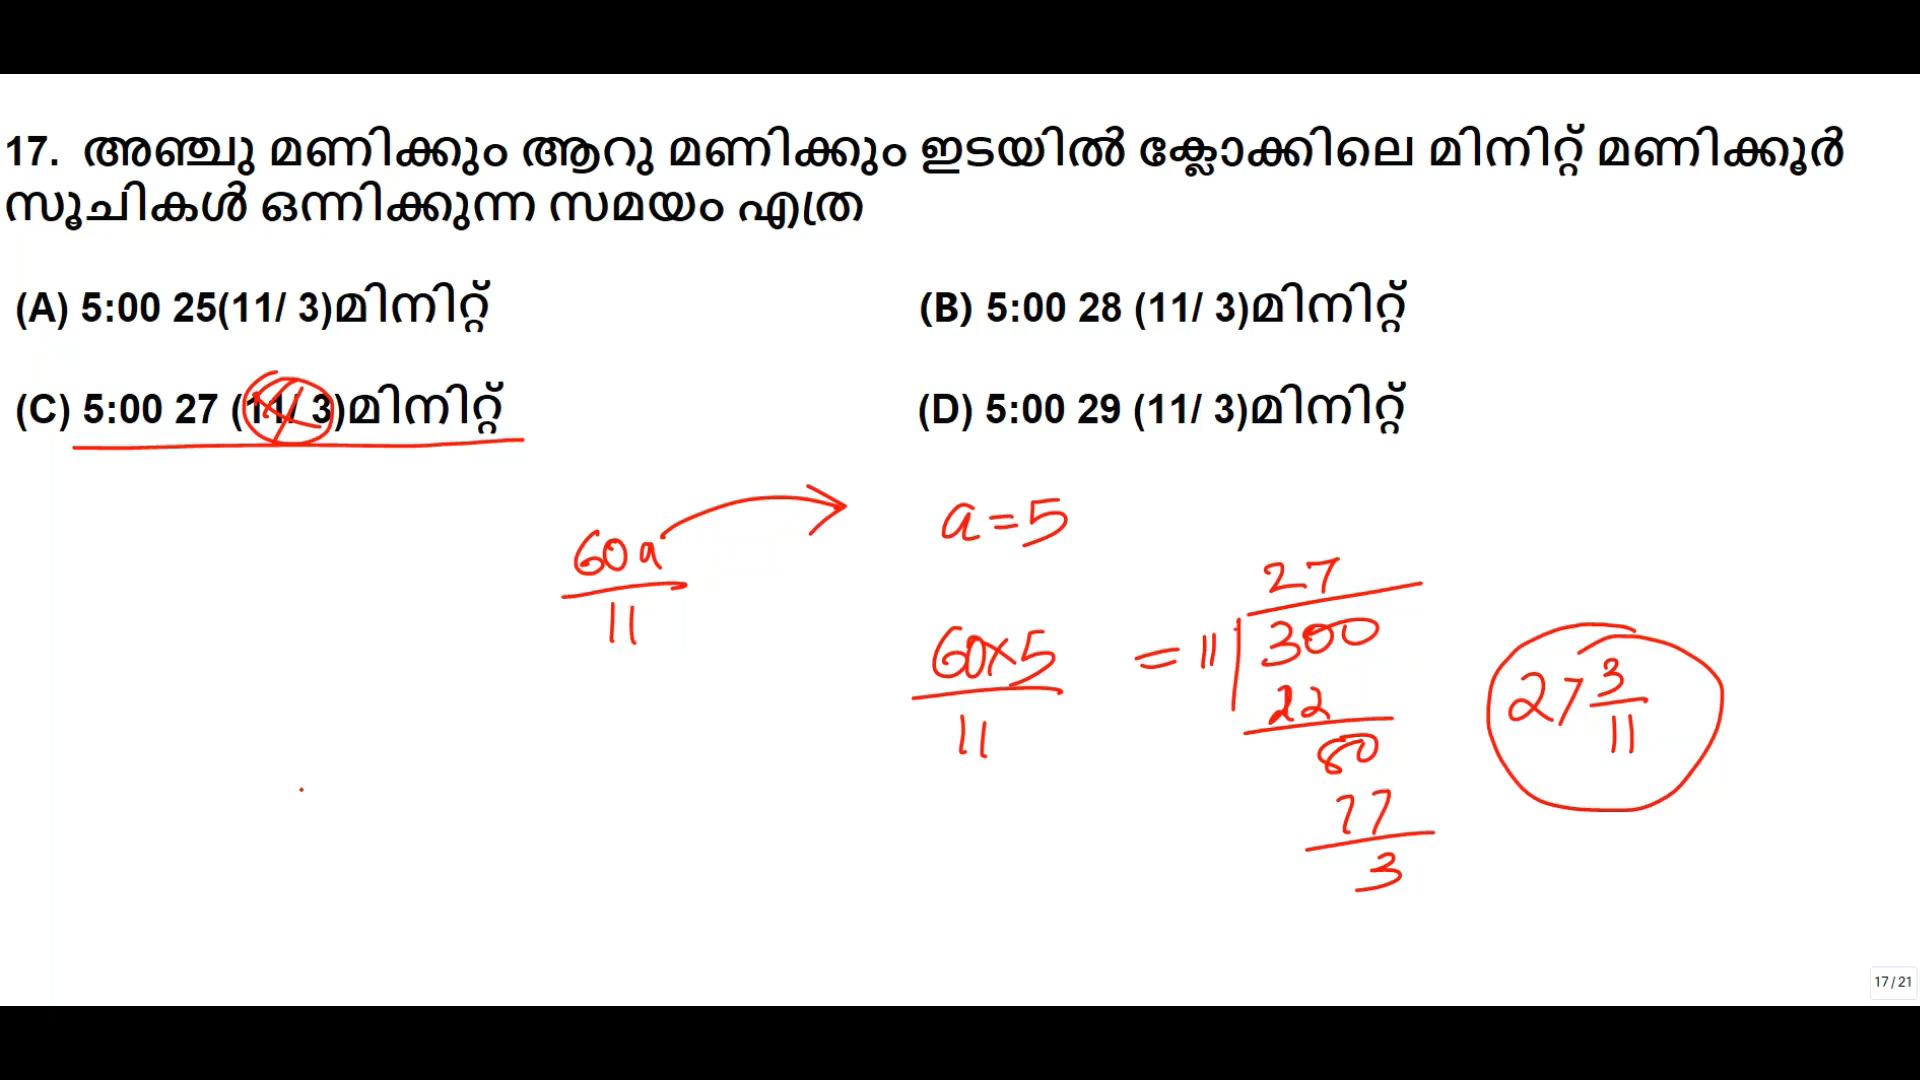 17. അഞ്ചു മണിക്കും ആറു മണിക്കും ഇടയിൽ ക്ലോക്കിലെ മിനിറ്റ് മണിക്കൂർ
സൂചികൾ ഒന്നിക്കുന്ന സമയം എത്ര
(A) 5:00 25(11/ 3)മിനിറ്റ്
(B) 5:00 28 (11/ 3)മിനിറ്റ്
(C) 5:00 27 (11/ 3)മിനിറ്റ്
(D) 5:00 29 (11/ 3)മിനിറ്റ്
60a
11
a=5
60×5
11
27
= 11 300
22
80
77
3
27 3
11
17/21